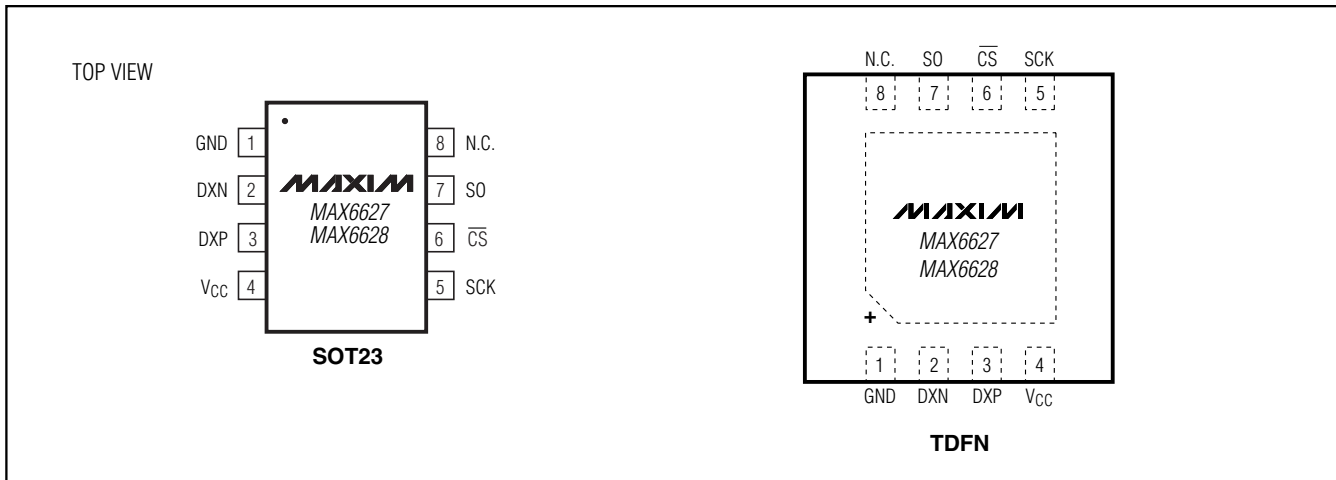 TOP VIEW
GND 1
DXN 2
DXP 3
VCC 4
8 N.C.
7 SO
6 C̅S̅
5 SCK
MAXIM
MAX6627
MAX6628
SOT23
N.C. SO C̅S̅ SCK
8 7 6 5
MAXIM
MAX6627
MAX6628
+
1 2 3 4
GND DXN DXP VCC
TDFN